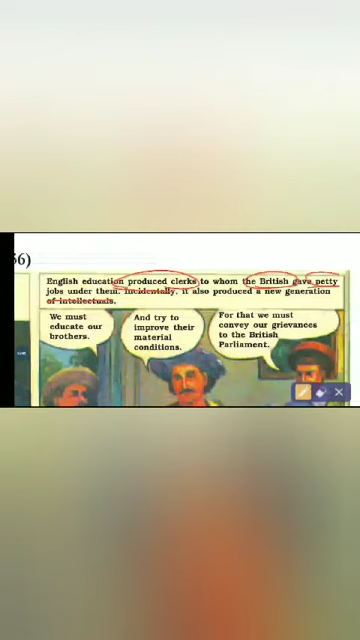 56)
English education produced clerks to whom the British gave petty
jobs under them. Incidentally, it also produced a new generation
of intellectuals.
We must
educate our
brothers.
And try to
improve their
material
conditions.
For that we must
convey our grievances
to the British
Parliament.